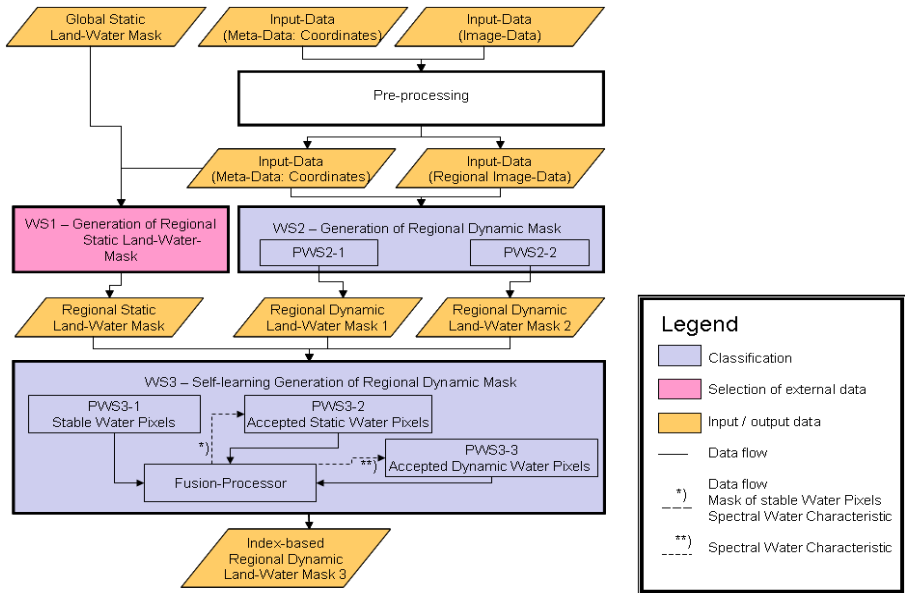 Global Static
Land-Water Mask
Input-Data
(Meta-Data: Coordinates)
Input-Data
(Image-Data)
Pre-processing
Input-Data
(Meta-Data: Coordinates)
Input-Data
(Regional Image-Data)
WS1 – Generation of Regional
Static Land-Water-
Mask
WS2 – Generation of Regional Dynamic Mask
PWS2-1
PWS2-2
Regional Static
Land-Water Mask
Regional Dynamic
Land-Water Mask 1
Regional Dynamic
Land-Water Mask 2
WS3 – Self-learning Generation of Regional Dynamic Mask
PWS3-1
Stable Water Pixels
PWS3-2
Accepted Static Water Pixels
*)
PWS3-3
Accepted Dynamic Water Pixels
**)
Fusion-Processor
Index-based
Regional Dynamic
Land-Water Mask 3
Legend
Classification
Selection of external data
Input / output data
Data flow
*)
Data flow
Mask of stable Water Pixels
Spectral Water Characteristic
**)
Spectral Water Characteristic